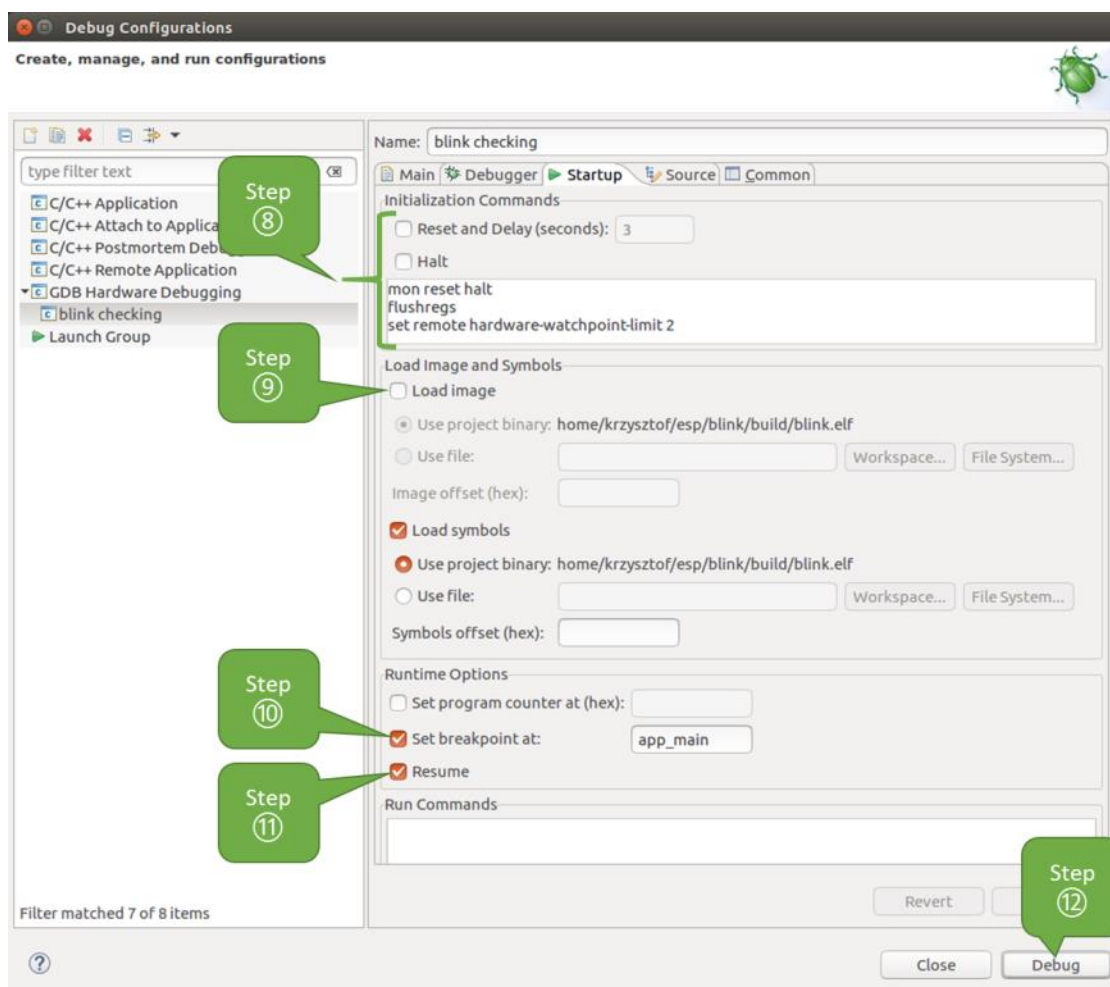 Debug Configurations
Create, manage, and run configurations
Name: blink checking
type filter text
Main Debugger Startup Source Common
Step
⑧
C/C++ Application
C/C++ Attach to Applica
C/C++ Postmortem Debu
C/C++ Remote Application
GDB Hardware Debugging
blink checking
Launch Group
Initialization Commands
Reset and Delay (seconds): 3
Halt
mon reset halt
flushregs
set remote hardware-watchpoint-limit 2
Step
⑨
Load Image and Symbols
Load image
Use project binary: home/krzysztof/esp/blink/build/blink.elf
Use file: Workspace... File System...
Image offset (hex):
Load symbols
Use project binary: home/krzysztof/esp/blink/build/blink.elf
Use file: Workspace... File System...
Symbols offset (hex):
Step
⑩
Runtime Options
Set program counter at (hex):
Set breakpoint at: app_main
Step
⑪
Resume
Run Commands
Step
⑫
Filter matched 7 of 8 items
Revert
Close Debug